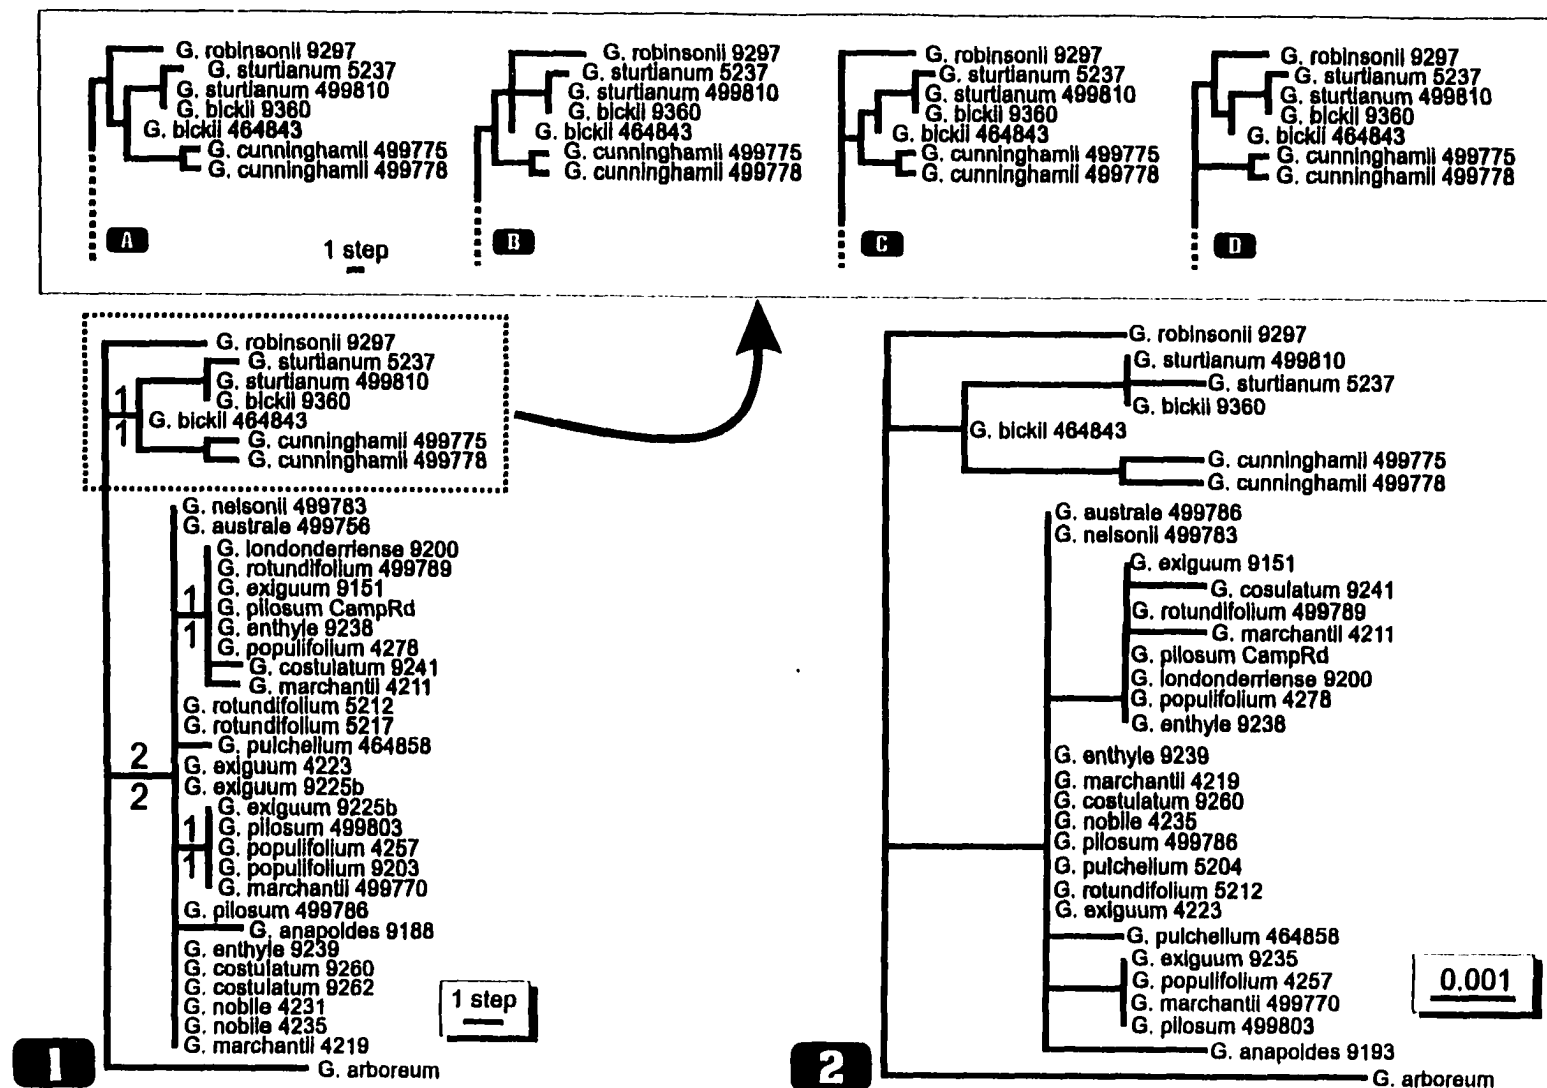 G. robinsonii 9297
G. sturtianum 5237
G. sturtianum 499810
G. bickii 9360
G. bickii 464843
G. cunninghamii 499775
G. cunninghamii 499778
A
1 step
G. robinsonii 9297
G. sturtianum 5237
G. sturtianum 499810
G. bickii 9360
G. bickii 464843
G. cunninghamii 499775
G. cunninghamii 499778
B
G. robinsonii 9297
G. sturtianum 5237
G. sturtianum 499810
G. bickii 9360
G. bickii 464843
G. cunninghamii 499775
G. cunninghamii 499778
C
G. robinsonii 9297
G. sturtianum 5237
G. sturtianum 499810
G. bickii 9360
G. bickii 464843
G. cunninghamii 499775
G. cunninghamii 499778
D
G. robinsonii 9297
G. sturtianum 5237
G. sturtianum 499810
G. bickii 9360
1
1
G. bickii 464843
G. cunninghamii 499775
G. cunninghamii 499778
G. nelsonii 499783
G. australe 499756
G. londonderriense 9200
G. rotundifolium 499789
G. exiguum 9151
1
1
G. pilosum CampRd
G. enthyle 9238
G. populifolium 4278
G. costulatum 9241
G. marchantii 4211
G. rotundifolium 5212
G. rotundifolium 5217
G. pulchellum 464858
2
2
G. exiguum 4223
G. exiguum 9225b
G. exiguum 9225b
1
1
G. pilosum 499803
G. populifolium 4257
G. populifolium 9203
G. marchantii 499770
G. pilosum 499786
G. anapoides 9188
G. enthyle 9239
G. costulatum 9260
G. costulatum 9262
G. nobile 4231
G. nobile 4235
G. marchantii 4219
G. arboreum
1 step
1
G. robinsonii 9297
G. sturtianum 499810
G. sturtianum 5237
G. bickii 9360
G. bickii 464843
G. cunninghamii 499775
G. cunninghamii 499778
G. australe 499786
G. nelsonii 499783
G. exiguum 9151
G. cosulatum 9241
G. rotundifolium 499789
G. marchantii 4211
G. pilosum CampRd
G. londonderriense 9200
G. populifolium 4278
G. enthyle 9238
G. enthyle 9239
G. marchantii 4219
G. costulatum 9260
G. nobile 4235
G. pilosum 499786
G. pulchellum 5204
G. rotundifolium 5212
G. exiguum 4223
G. pulchellum 464858
G. exiguum 9235
G. populifolium 4257
G. marchantii 499770
G. pilosum 499803
G. anapoides 9193
G. arboreum
0.001
2